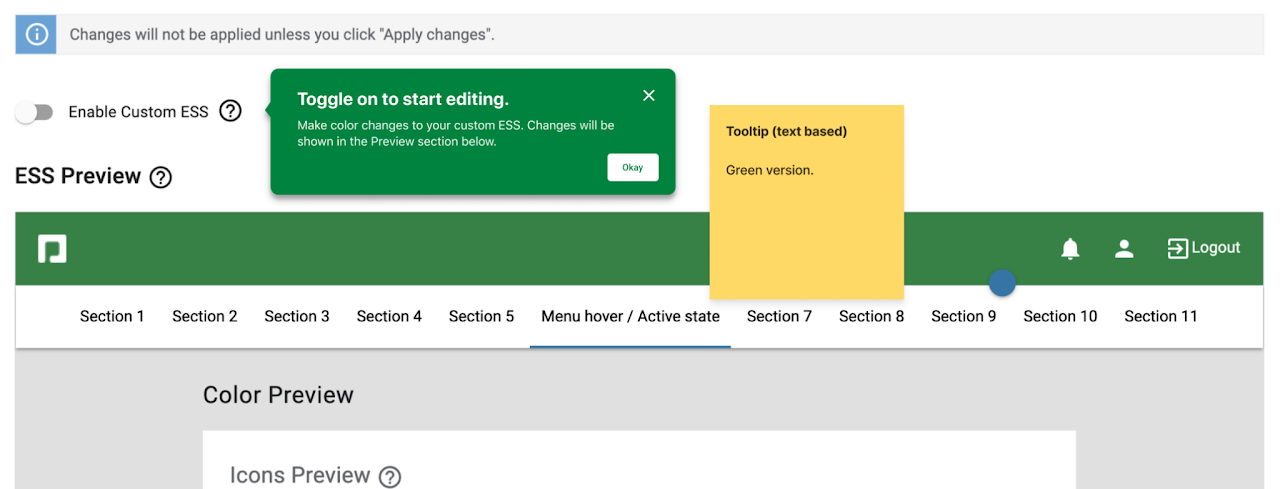 Changes will not be applied unless you click "Apply changes".
Enable Custom ESS
Toggle on to start editing.
Make color changes to your custom ESS. Changes will be
shown in the Preview section below.
Okay
Tooltip (text based)
Green version.
ESS Preview
Logout
Section 1 Section 2 Section 3 Section 4 Section 5 Menu hover / Active state Section 7 Section 8 Section 9 Section 10 Section 11
Color Preview
Icons Preview